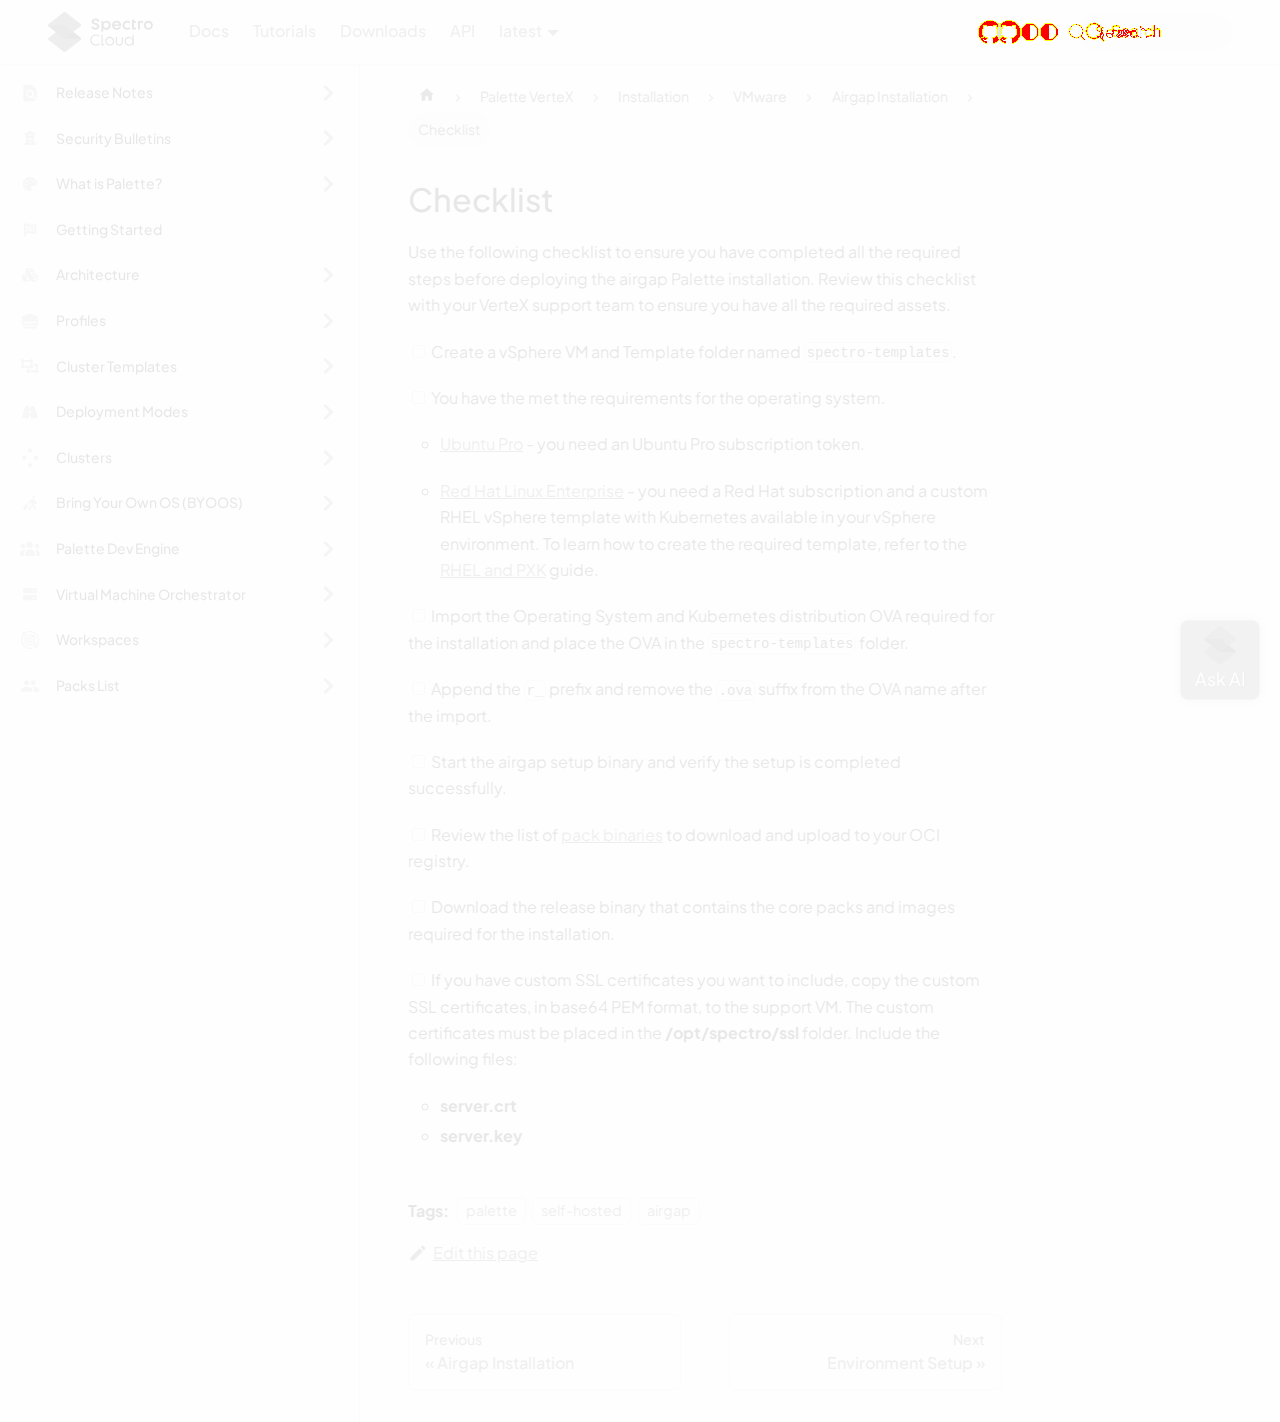 Spectro
Cloud
Docs
Tutorials
Downloads
API
latest
Search
Release Notes
Security Bulletins
What is Palette?
Getting Started
Architecture
Profiles
Cluster Templates
Deployment Modes
Clusters
Bring Your Own OS (BYOOS)
Palette Dev Engine
Virtual Machine Orchestrator
Workspaces
Packs List
Palette VerteX
Installation
VMware
Airgap Installation
Checklist
Checklist
Use the following checklist to ensure you have completed all the required
steps before deploying the airgap Palette installation. Review this checklist
with your VerteX support team to ensure you have all the required assets.
Create a vSphere VM and Template folder named spectro-templates.
You have the met the requirements for the operating system.
Ubuntu Pro - you need an Ubuntu Pro subscription token.
Red Hat Linux Enterprise - you need a Red Hat subscription and a custom
RHEL vSphere template with Kubernetes available in your vSphere
environment. To learn how to create the required template, refer to the
RHEL and PXK guide.
Import the Operating System and Kubernetes distribution OVA required for
the installation and place the OVA in the spectro-templates folder.
Append the r_ prefix and remove the .ova suffix from the OVA name after
the import.
Start the airgap setup binary and verify the setup is completed
successfully.
Review the list of pack binaries to download and upload to your OCI
registry.
Download the release binary that contains the core packs and images
required for the installation.
If you have custom SSL certificates you want to include, copy the custom
SSL certificates, in base64 PEM format, to the support VM. The custom
certificates must be placed in the /opt/spectro/ssl folder. Include the
following files:
server.crt
server.key
Tags: palette self-hosted airgap
Edit this page
Previous
« Airgap Installation
Next
Environment Setup »
Ask AI